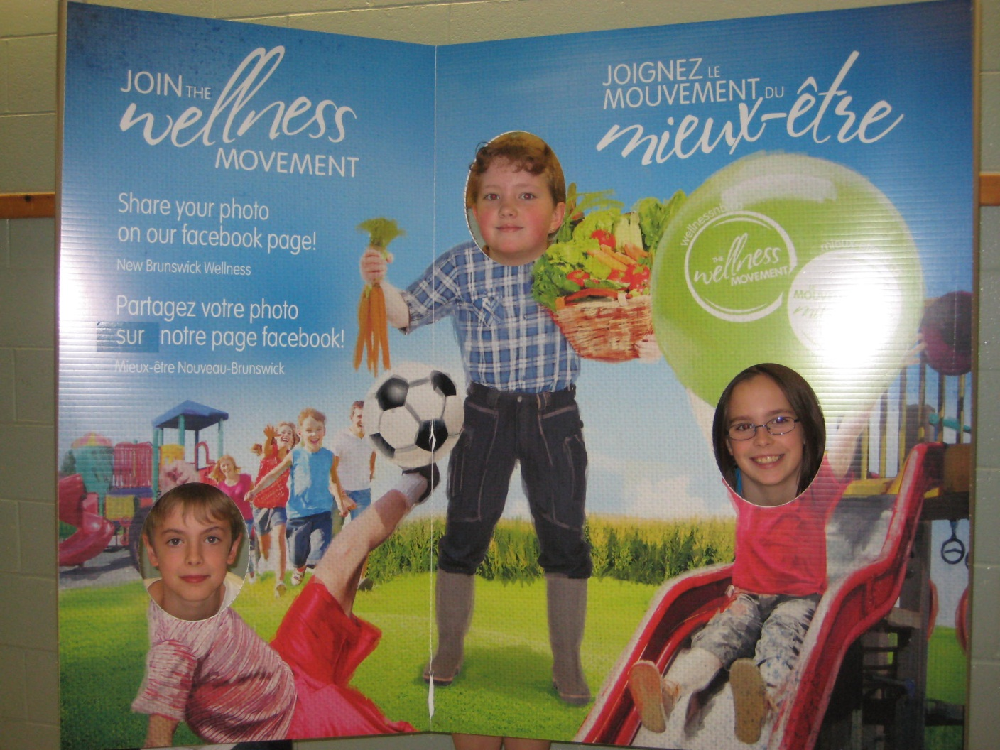 JOIN THE
wellness
MOVEMENT
Share your photo
on our facebook page!
New Brunswick Wellness
Partagez votre photo
sur notre page facebook!
Mieux-être Nouveau-Brunswick
JOIGNEZ LE
MOUVEMENT DU
mieux-être
THE
wellness
MOVEMENT